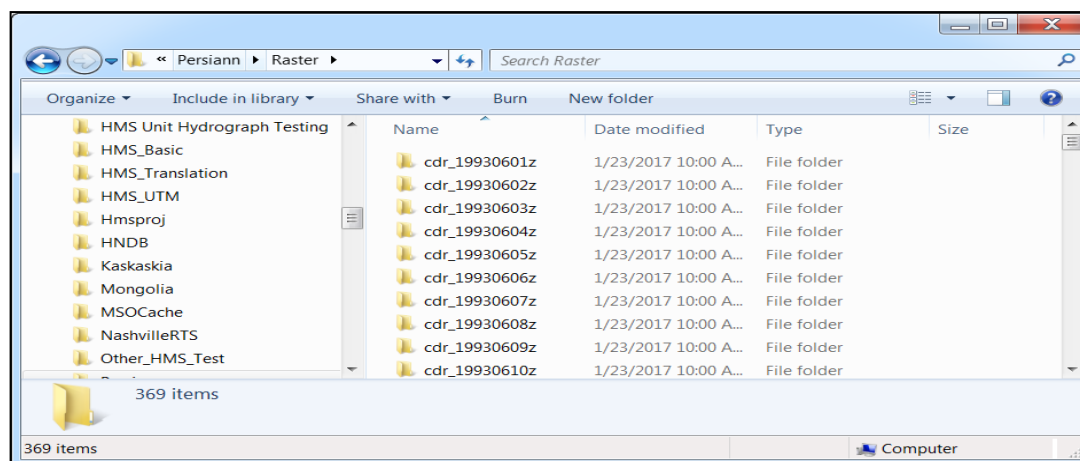 « Persiann ▸ Raster ▸ Search Raster
Organize Include in library Share with Burn New folder
HMS Unit Hydrograph Testing
HMS_Basic
HMS_Translation
HMS_UTM
Hmsproj
HNDB
Kaskaskia
Mongolia
MSOCache
NashvilleRTS
Other_HMS_Test
Name Date modified Type Size
cdr_19930601z 1/23/2017 10:00 A... File folder
cdr_19930602z 1/23/2017 10:00 A... File folder
cdr_19930603z 1/23/2017 10:00 A... File folder
cdr_19930604z 1/23/2017 10:00 A... File folder
cdr_19930605z 1/23/2017 10:00 A... File folder
cdr_19930606z 1/23/2017 10:00 A... File folder
cdr_19930607z 1/23/2017 10:00 A... File folder
cdr_19930608z 1/23/2017 10:00 A... File folder
cdr_19930609z 1/23/2017 10:00 A... File folder
cdr_19930610z 1/23/2017 10:00 A... File folder
369 items
369 items Computer